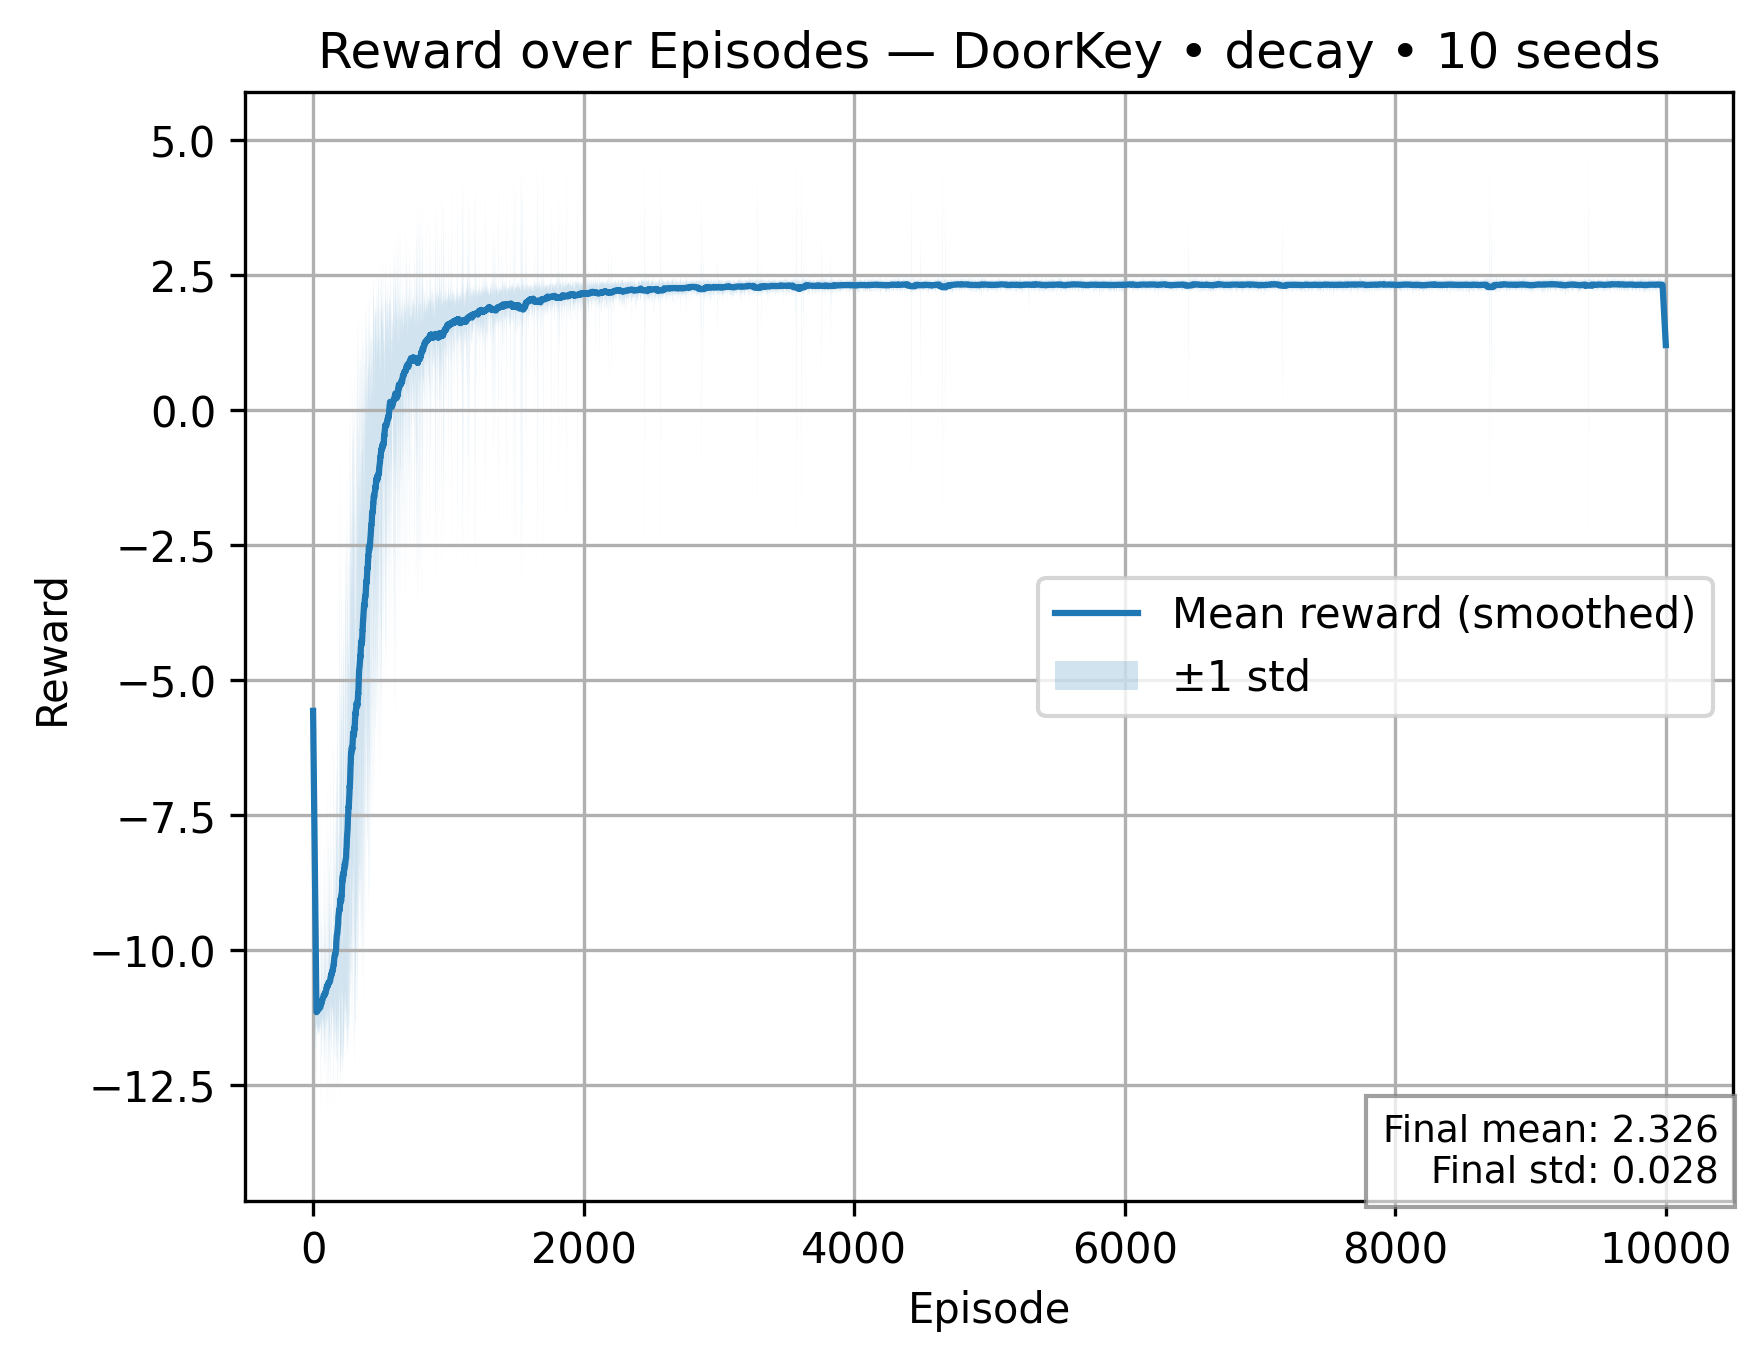 Reward over Episodes — DoorKey • decay • 10 seeds
5.0
2.5
0.0
−2.5
−5.0
−7.5
−10.0
−12.5
Reward
Mean reward (smoothed)
±1 std
Final mean: 2.326
Final std: 0.028
0 2000 4000 6000 8000 10000
Episode